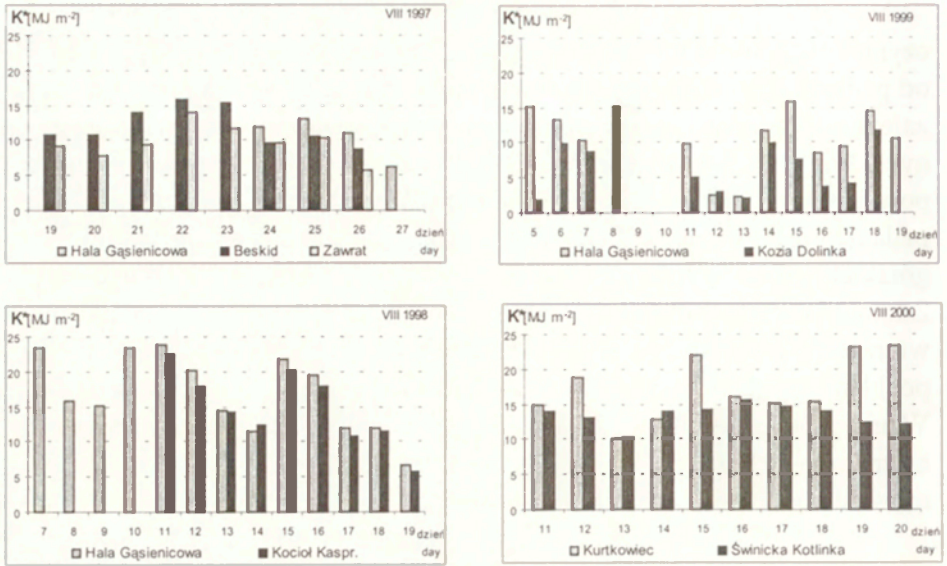 K*[MJ m⁻²] VIII 1997
25
20
15
10
5
0
19 20 21 22 23 24 25 26 27 dzień
Hala Gąsienicowa Beskid Zawrat day
K*[MJ m⁻²] VIII 1999
25
20
15
10
5
0
5 6 7 8 9 10 11 12 13 14 15 16 17 18 19 dzień
Hala Gąsienicowa Kozia Dolinka day
K*[MJ m⁻²] VIII 1998
25
20
15
10
5
0
7 8 9 10 11 12 13 14 15 16 17 18 19 dzień
Hala Gąsienicowa Kocioł Kaspr. day
K*[MJ m⁻²] VIII 2000
25
20
15
10
5
0
11 12 13 14 15 16 17 18 19 20 dzień
Kurtkowiec Świnicka Kotlinka day